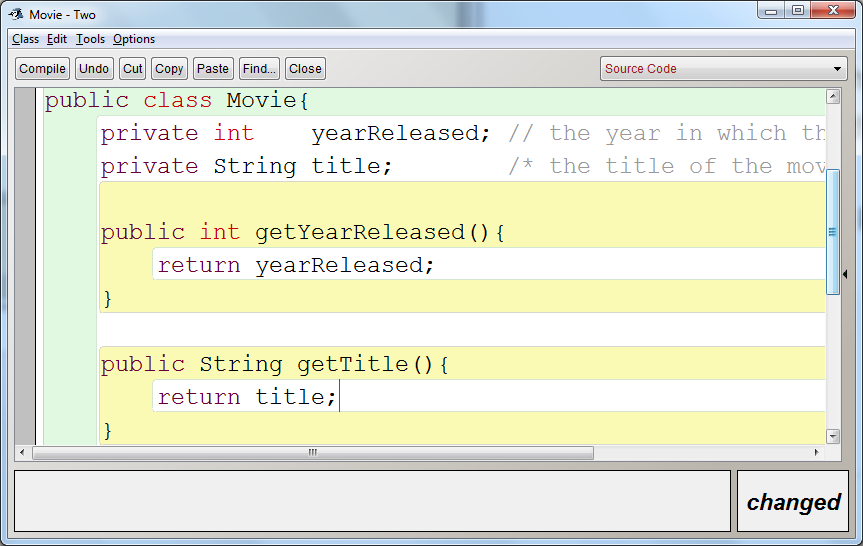 Movie - Two
Class Edit Tools Options
Compile Undo Cut Copy Paste Find... Close Source Code
public class Movie{
private int yearReleased; // the year in which th
private String title; /* the title of the mov
public int getYearReleased(){
return yearReleased;
}
public String getTitle(){
return title;
}
changed